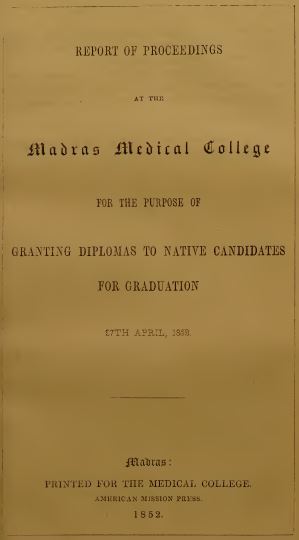 REPORT OF PROCEEDINGS
AT THE
Madras Medical College
FOR THE PURPOSE OF
GRANTING DIPLOMAS TO NATIVE CANDIDATES
FOR GRADUATION
27TH APRIL, 1852.
Madras:
PRINTED FOR THE MEDICAL COLLEGE.
AMERICAN MISSION PRESS.
1852.